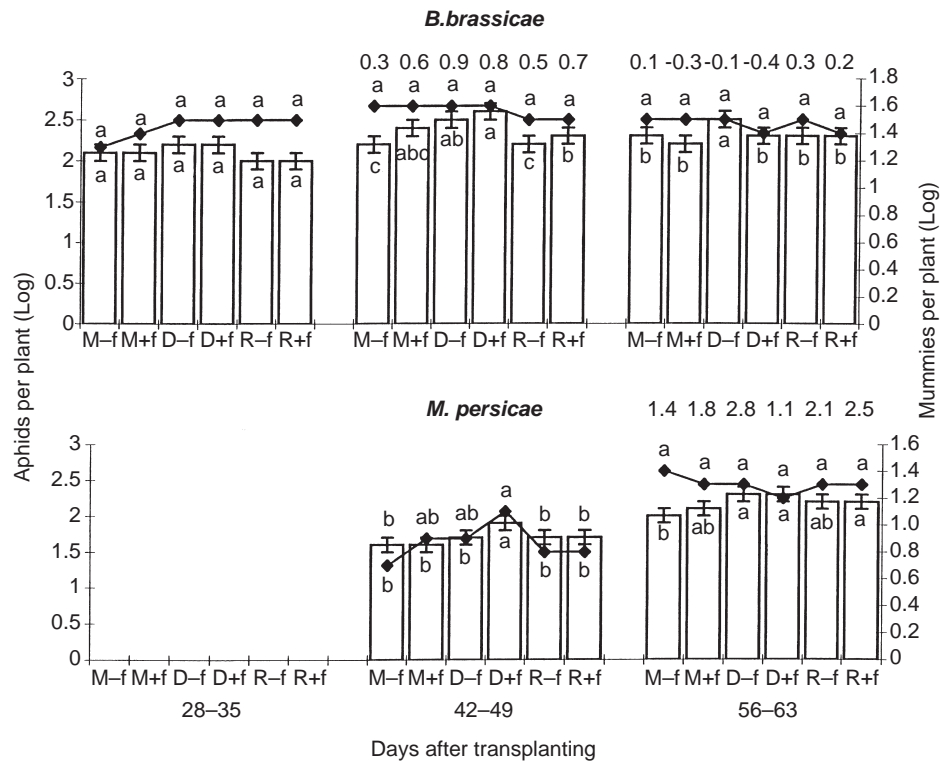 B.brassicae
0.3 0.6 0.9 0.8 0.5 0.7
0.1 -0.3 -0.1 -0.4 0.3 0.2
3
2.5
2
1.5
1
0.5
0
a a a a a a
a a a a a a
a a a a a a
c abc ab a c b
a a a a a a
b b a b b b
1.8
1.6
1.4
1.2
1
0.8
0.6
0.4
0.2
0
M–f M+f D–f D+f R–f R+f
M–f M+f D–f D+f R–f R+f
M–f M+f D–f D+f R–f R+f
Aphids per plant (Log)
Mummies per plant (Log)
M. persicae
1.4 1.8 2.8 1.1 2.1 2.5
3
2.5
2
1.5
1
0.5
0
b ab ab a b b
b b b a b b
a a a a a a
b ab a a ab a
1.6
1.4
1.2
1.0
0.8
0.6
0.4
0.2
0
M–f M+f D–f D+f R–f R+f
M–f M+f D–f D+f R–f R+f
M–f M+f D–f D+f R–f R+f
28–35
42–49
56–63
Days after transplanting